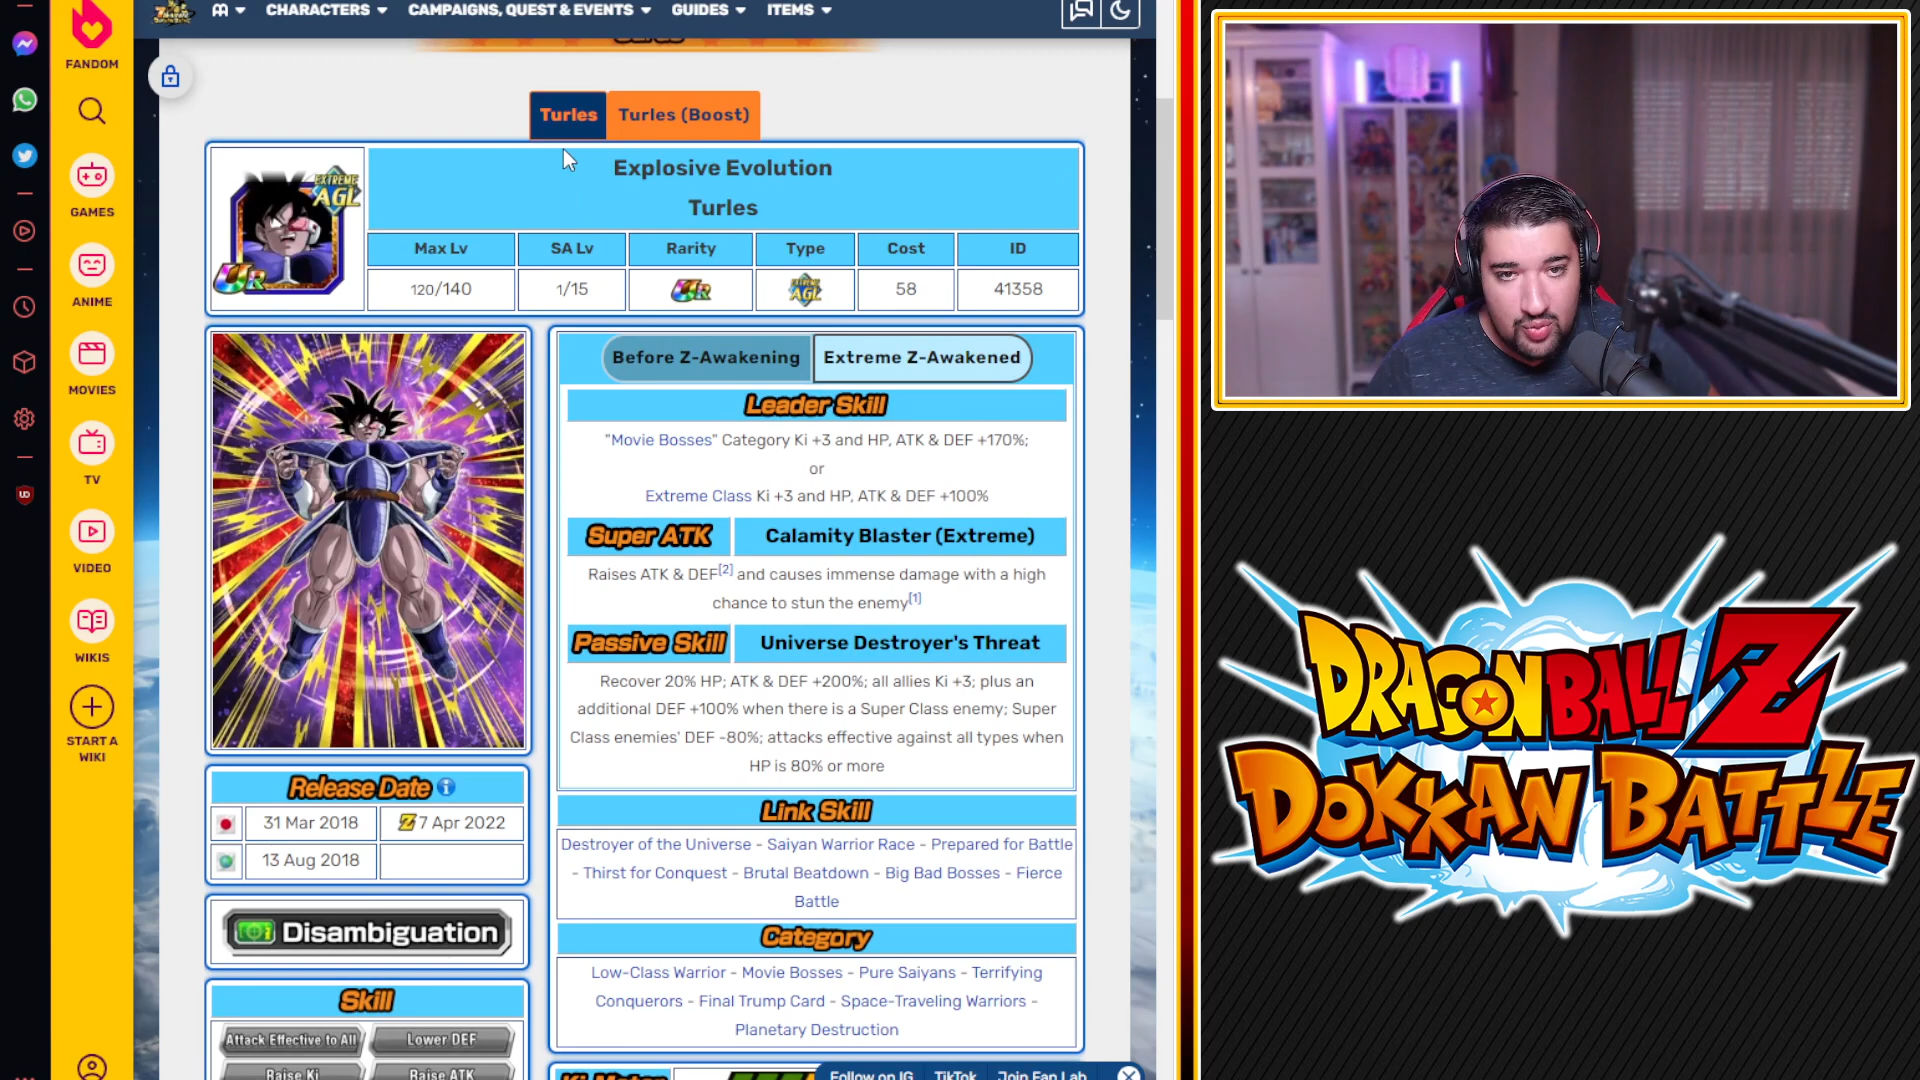 CHARACTERS
CAMPAIGNS, QUEST & EVENTS
GUIDES
ITEMS
FANDOM
GAMES
ANIME
MOVIES
TV
VIDEO
WIKIS
START A
WIKI
Turles
Turles (Boost)
EXTREME
AGL
UR
Explosive Evolution
Turles
Max Lv
SA Lv
Rarity
Type
Cost
ID
120/140
1/15
UR
EXTREME AGL
58
41358
Before Z-Awakening
Extreme Z-Awakened
Leader Skill
"Movie Bosses" Category Ki +3 and HP, ATK & DEF +170%;
or
Extreme Class Ki +3 and HP, ATK & DEF +100%
Super ATK
Calamity Blaster (Extreme)
Raises ATK & DEF[2] and causes immense damage with a high
chance to stun the enemy[1]
Passive Skill
Universe Destroyer's Threat
Recover 20% HP; ATK & DEF +200%; all allies Ki +3; plus an
additional DEF +100% when there is a Super Class enemy; Super
Class enemies' DEF -80%; attacks effective against all types when
HP is 80% or more
Link Skill
Destroyer of the Universe - Saiyan Warrior Race - Prepared for Battle
- Thirst for Conquest - Brutal Beatdown - Big Bad Bosses - Fierce
Battle
Category
Low-Class Warrior - Movie Bosses - Pure Saiyans - Terrifying
Conquerors - Final Trump Card - Space-Traveling Warriors -
Planetary Destruction
Release Date
31 Mar 2018
Z 7 Apr 2022
13 Aug 2018
Disambiguation
Skill
Attack Effective to All
Lower DEF
Raise Ki
Raise ATK
Ki Meter
Follow on IG
TikTok
Join Fan Lab
DRAGON BALL Z
DOKKAN BATTLE